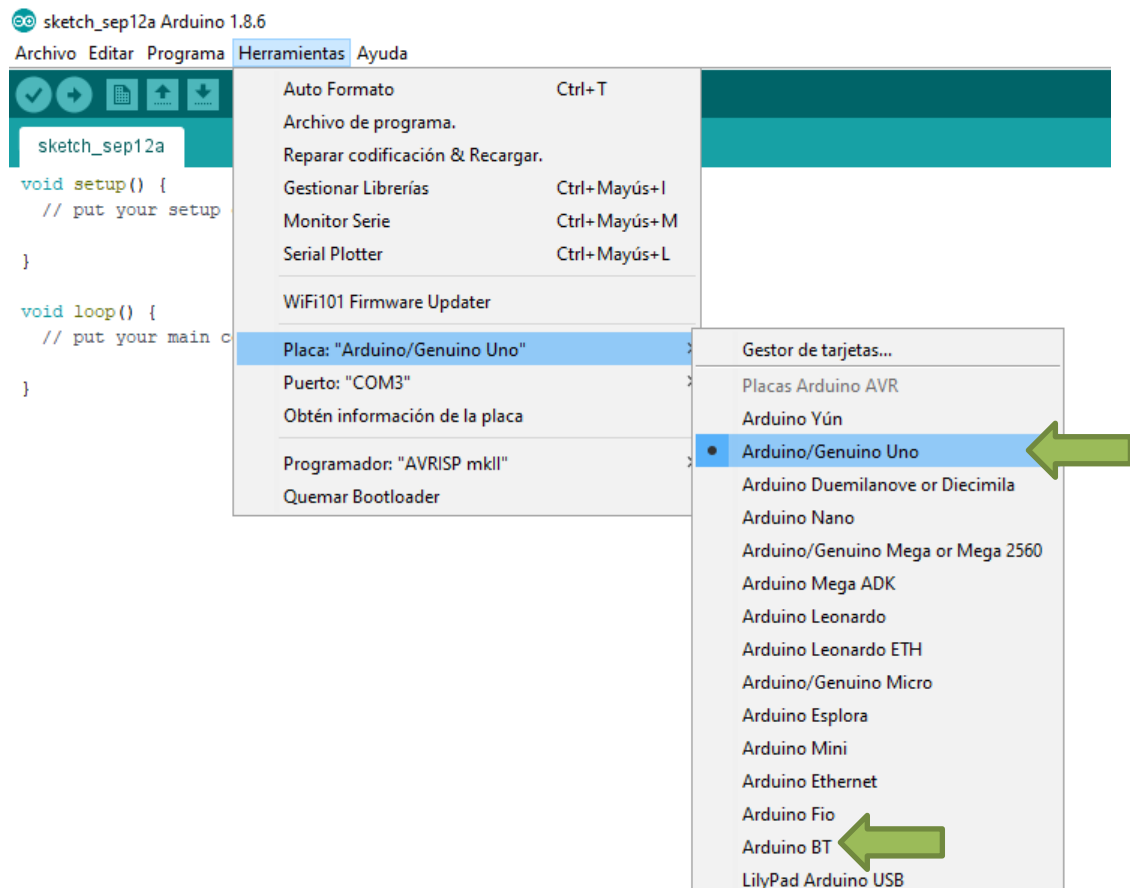 sketch_sep12a Arduino 1.8.6
Archivo Editar Programa Herramientas Ayuda
sketch_sep12a
void setup() {
// put your setup
}
void loop() {
// put your main c
}
Auto Formato Ctrl+T
Archivo de programa.
Reparar codificación & Recargar.
Gestionar Librerías Ctrl+Mayús+I
Monitor Serie Ctrl+Mayús+M
Serial Plotter Ctrl+Mayús+L
WiFi101 Firmware Updater
Placa: "Arduino/Genuino Uno"
Puerto: "COM3"
Obtén información de la placa
Programador: "AVRISP mkII"
Quemar Bootloader
Gestor de tarjetas...
Placas Arduino AVR
Arduino Yún
Arduino/Genuino Uno
Arduino Duemilanove or Diecimila
Arduino Nano
Arduino/Genuino Mega or Mega 2560
Arduino Mega ADK
Arduino Leonardo
Arduino Leonardo ETH
Arduino/Genuino Micro
Arduino Esplora
Arduino Mini
Arduino Ethernet
Arduino Fio
Arduino BT
LilyPad Arduino USB